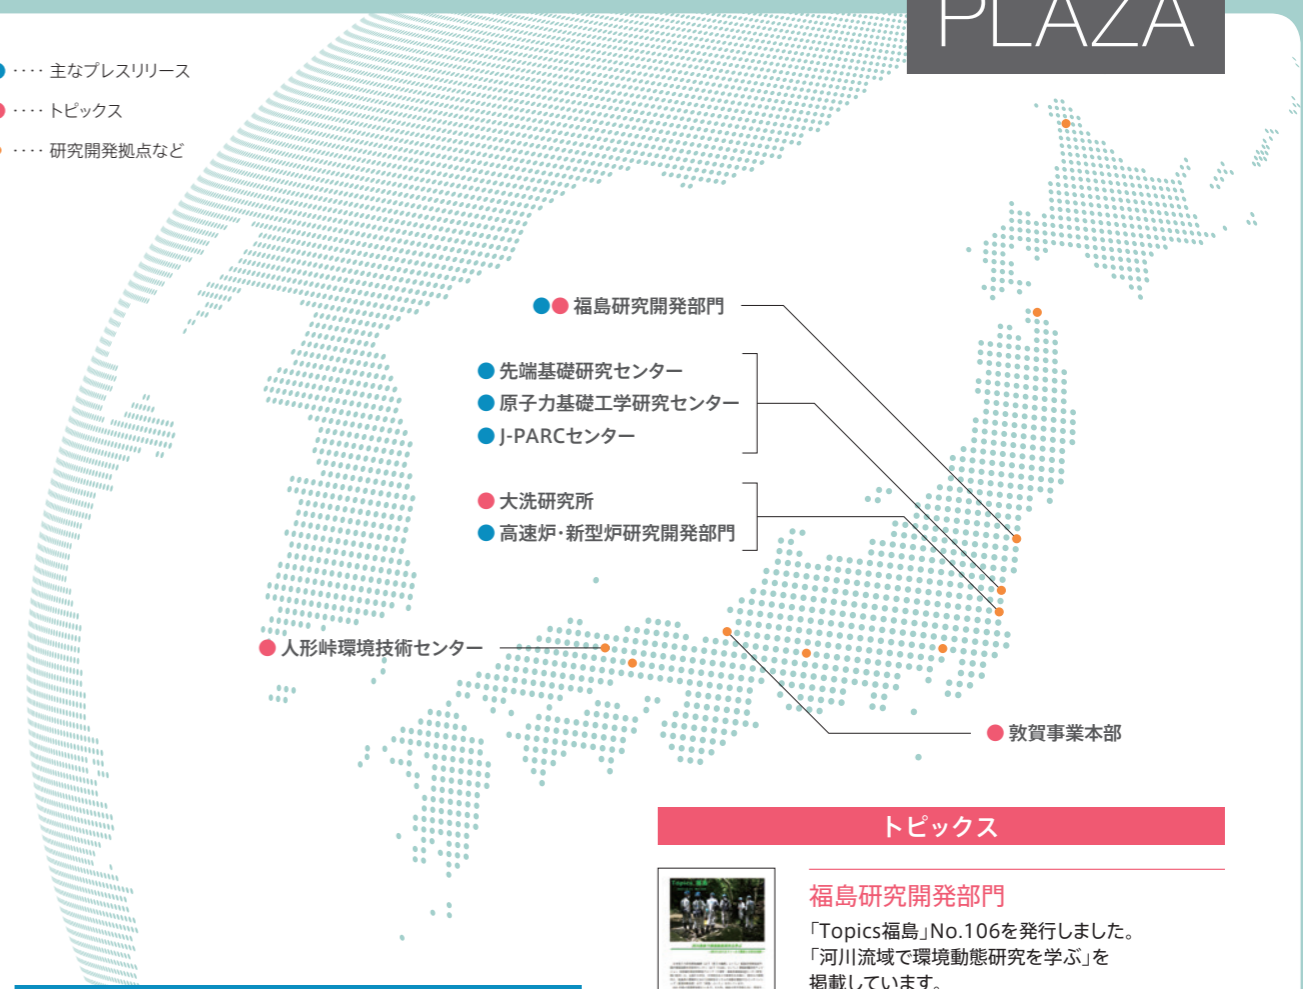 PLAZA
‥‥ 主なプレスリリース
‥‥ トピックス
‥‥ 研究開発拠点など
福島研究開発部門
先端基礎研究センター
原子力基礎工学研究センター
J-PARCセンター
大洗研究所
高速炉・新型炉研究開発部門
人形峠環境技術センター
敦賀事業本部
トピックス
Topics 福島
福島研究開発部門
「Topics福島」No.106を発行しました。
「河川流域で環境動態研究を学ぶ」を
掲載しています。